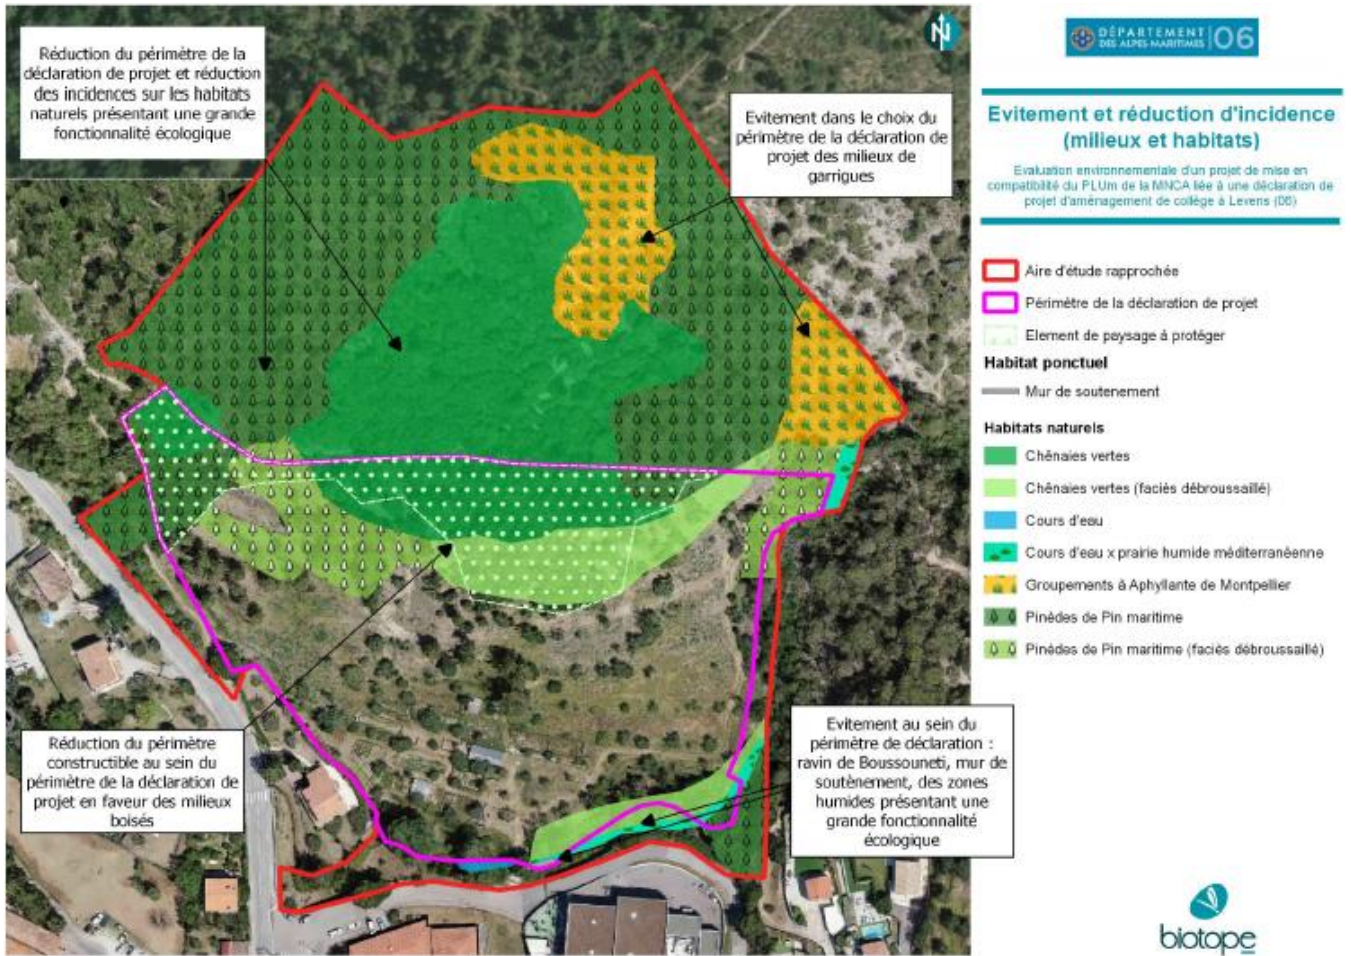 Réduction du périmètre de la
déclaration de projet et réduction
des incidences sur les habitats
naturels présentant une grande
fonctionnalité écologique
Evitement dans le choix du
périmètre de la déclaration de
projet des milieux de
garrigues
Réduction du périmètre
constructible au sein du
périmètre de la déclaration de
projet en faveur des milieux
boisés
Evitement au sein du
périmètre de déclaration :
ravin de Boussouneti, mur de
soutènement, des zones
humides présentant une
grande fonctionnalité
écologique
N
DÉPARTEMENT
DES ALPES-MARITIMES
06
Evitement et réduction d'incidence
(milieux et habitats)
Evaluation environnementale d'un projet de mise en
compatibilité du PLUm de la MNCA liée à une déclaration de
projet d'aménagement de collège à Levens (06)
Aire d'étude rapprochée
Périmètre de la déclaration de projet
Element de paysage à protéger
Habitat ponctuel
Mur de soutenement
Habitats naturels
Chênaies vertes
Chênaies vertes (faciès débroussaillé)
Cours d'eau
Cours d'eau x prairie humide méditerranéenne
Groupements à Aphyllante de Montpellier
Pinèdes de Pin maritime
Pinèdes de Pin maritime (faciès débroussaillé)
biotope